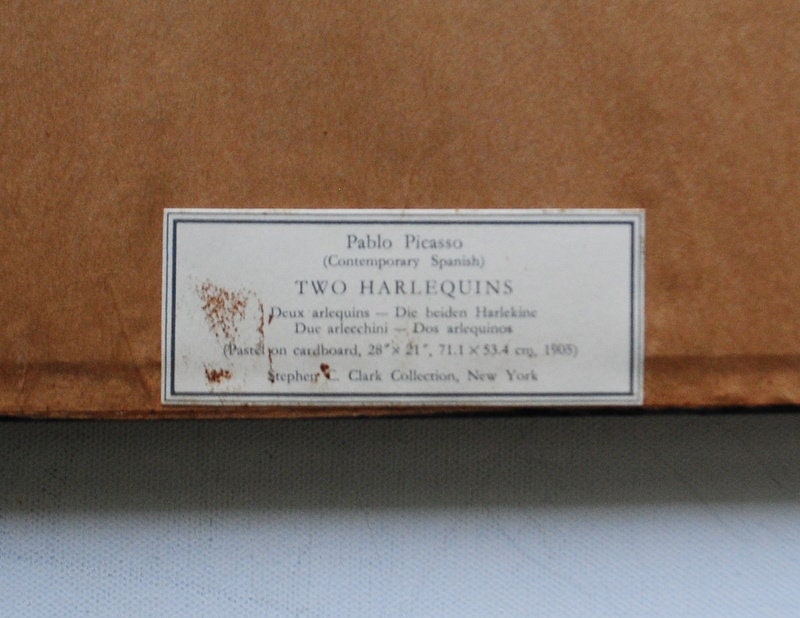 Pablo Picasso
(Contemporary Spanish)
TWO HARLEQUINS
Deux arlequins — Die beiden Harlekine
Due arlecchini — Dos arlequinos
(Pastel on cardboard, 28″ × 21″, 71.1 × 53.4 cm, 1905)
Stephen C. Clark Collection, New York